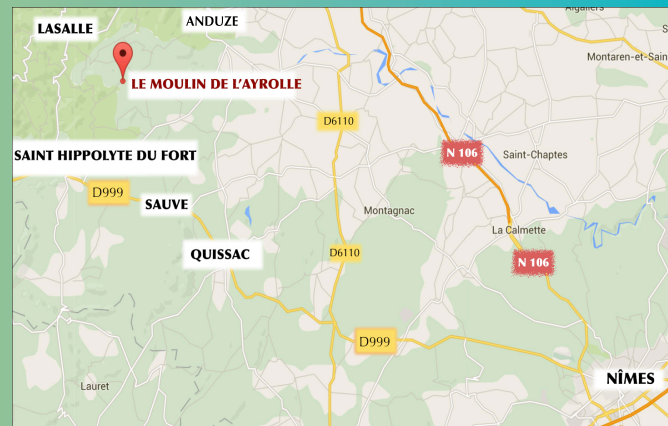 Aigaliers
LASALLE
ANDUZE
S
Montaren-et-Sain
LE MOULIN DE L'AYROLLE
D6110
N 106
Saint-Chaptes
SAINT HIPPOLYTE DU FORT
D999
SAUVE
Montagnac
La Calmette
QUISSAC
D6110
N 106
D999
NÎMES
Lauret